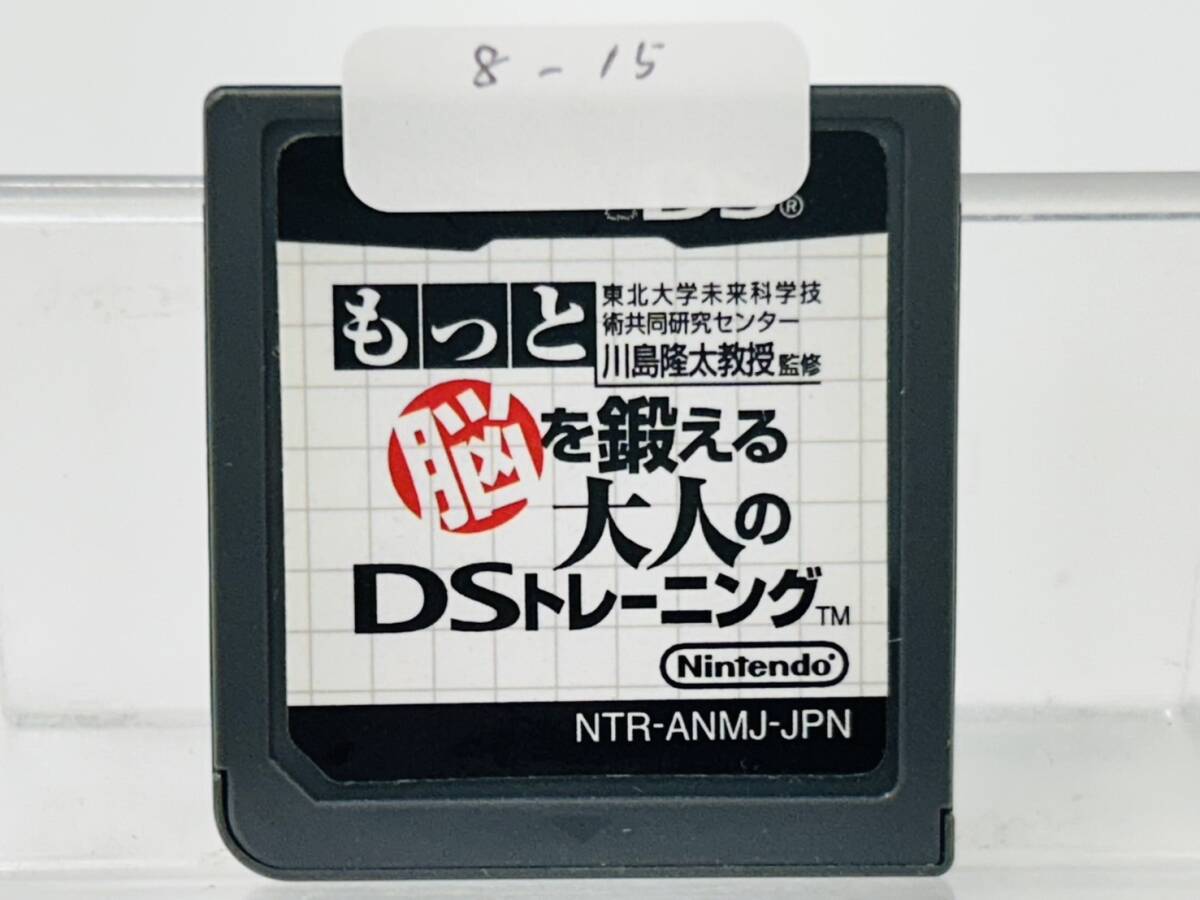 8-15
DS®
もっと
東北大学未来科学技
術共同研究センター
川島隆太教授監修
脳を鍛える
大人の
DSトレーニング™
Nintendo®
NTR-ANMJ-JPN